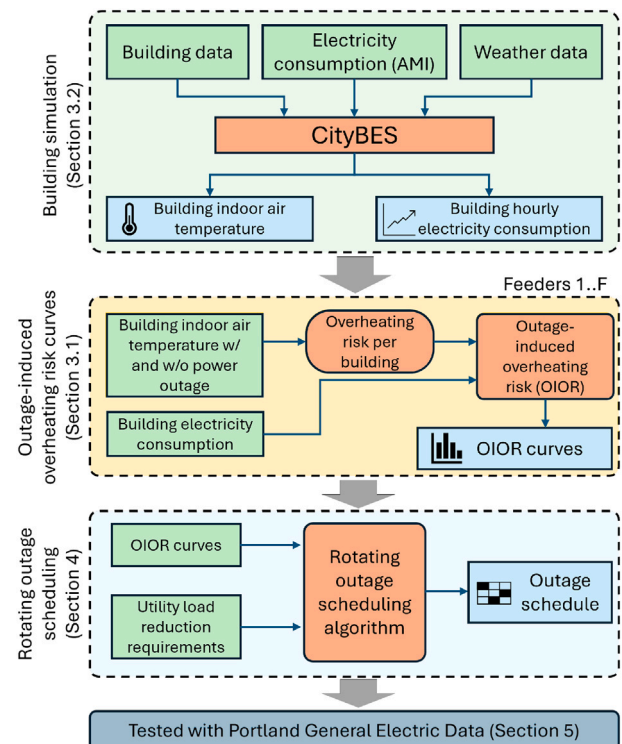 Building simulation
(Section 3.2)
Building data
Electricity
consumption (AMI)
Weather data
CityBES
Building indoor air
temperature
Building hourly
electricity consumption
Feeders 1..F
Outage-induced
overheating risk curves
(Section 3.1)
Building indoor air
temperature w/
and w/o power
outage
Overheating
risk per
building
Outage-
induced
overheating
risk (OIOR)
Building electricity
consumption
OIOR curves
Rotating outage
scheduling
(Section 4)
OIOR curves
Utility load
reduction
requirements
Rotating
outage
scheduling
algorithm
Outage
schedule
Tested with Portland General Electric Data (Section 5)